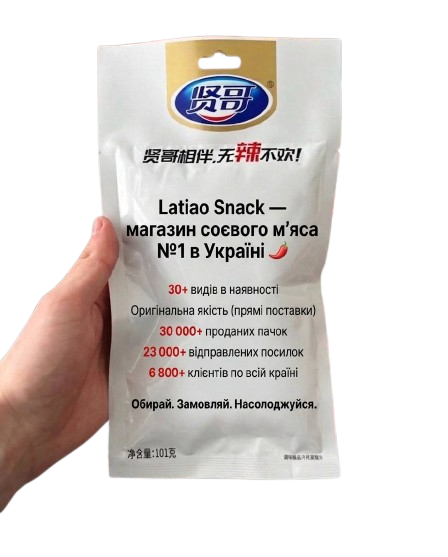 贤哥®
贤哥相伴,无辣不欢!
Latiao Snack —
магазин соєвого м’яса
№1 в Україні 🌶️
30+ видів в наявності
Оригінальна якість (прямі поставки)
30 000+ проданих пачок
23 000+ відправлених посилок
6 800+ клієнтів по всій країні
Обирай. Замовляй. Насолоджуйся.
净含量:101克